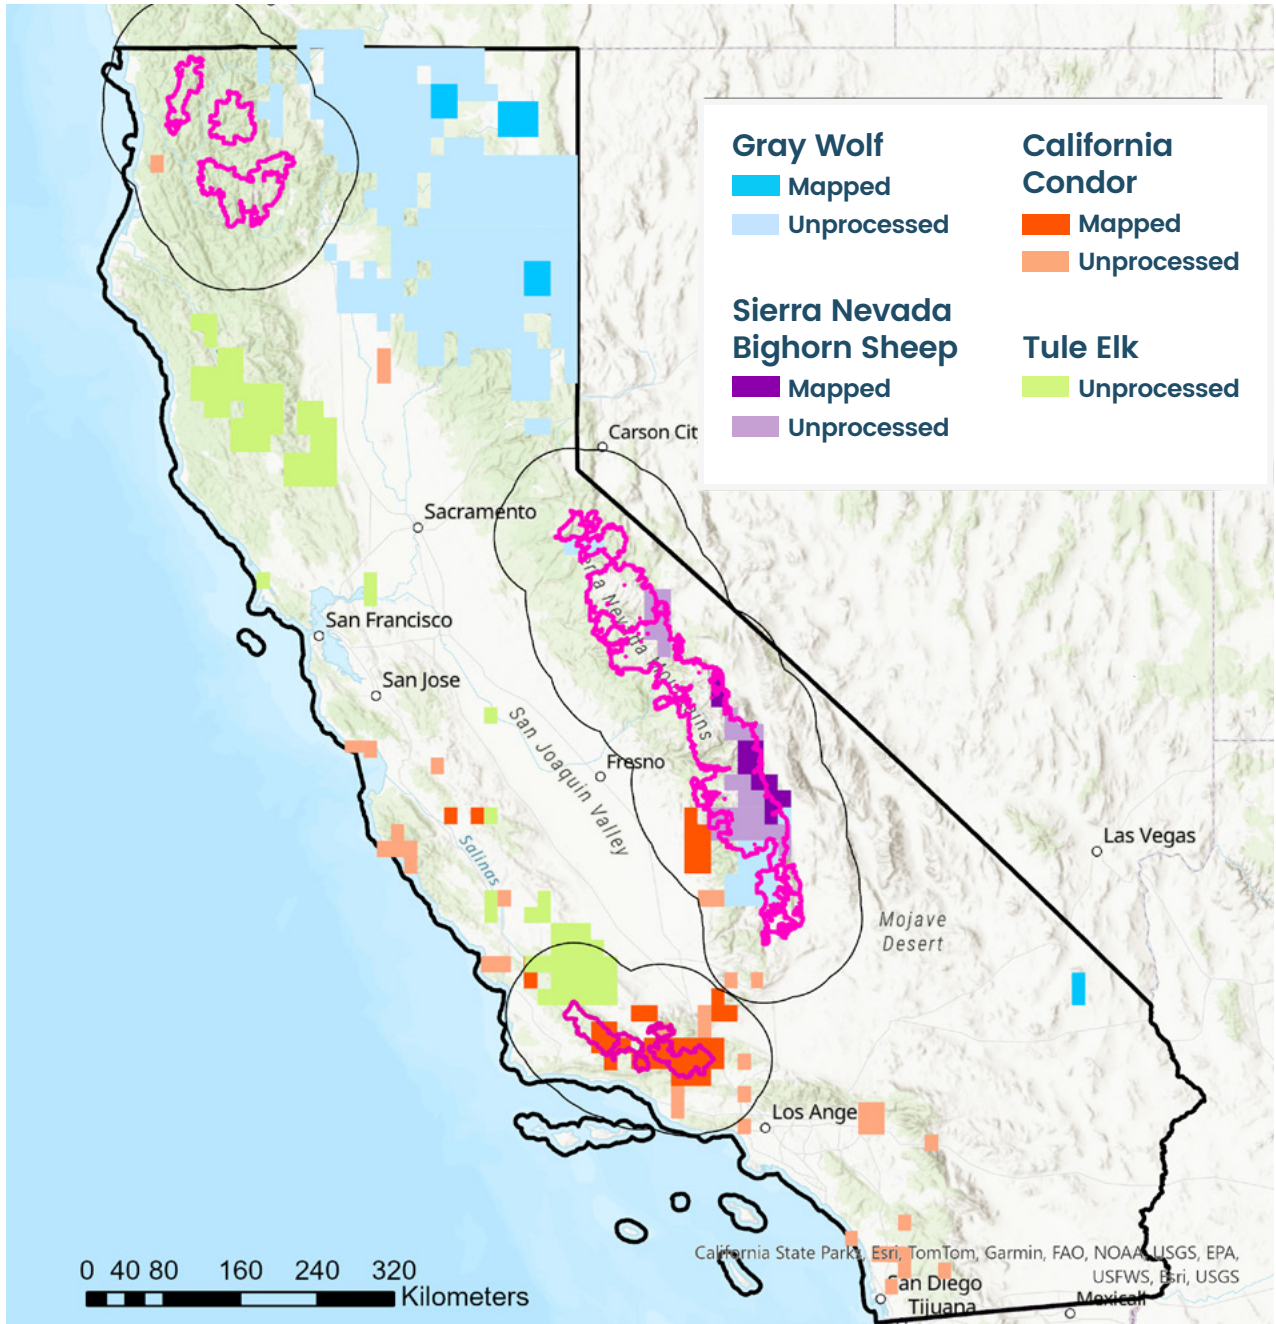 Gray Wolf
Mapped
Unprocessed
California
Condor
Mapped
Unprocessed
Sierra Nevada
Bighorn Sheep
Mapped
Unprocessed
Tule Elk
Unprocessed
Carson Cit
Sacramento
San Francisco
San Jose
Sierra Nevada Mountains
San Joaquin Valley
Fresno
Salinas
Las Vegas
Mojave
Desert
Los Ange
California State Parks, Esri, TomTom, Garmin, FAO, NOAA, USGS, EPA,
USFWS, Esri, USGS
San Diego
Tijuana
Mexicali
0 40 80 160 240 320
Kilometers